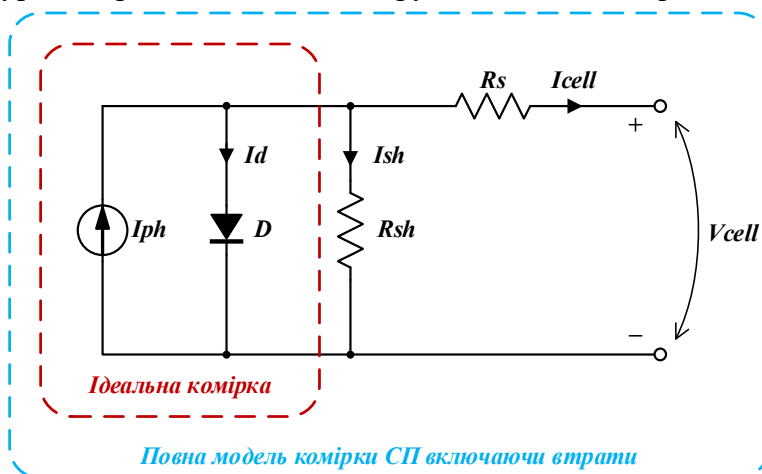 Rs
Icell
+
Id
Ish
Iph
D
Rsh
Vcell
−
Ідеальна комірка
Повна модель комірки СП включаючи втрати